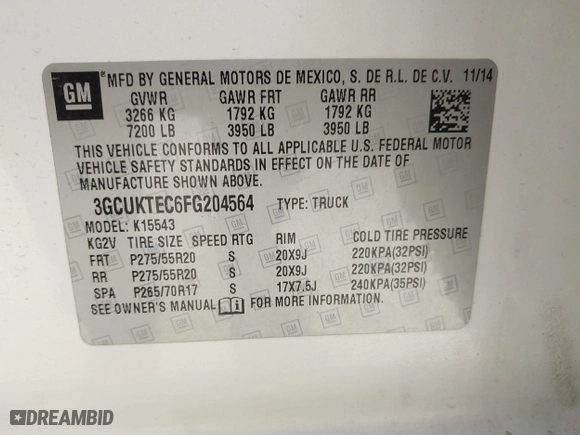 GM
® MFD BY GENERAL MOTORS DE MEXICO, S. DE R.L. DE C.V. 11/14
GVWR GAWR FRT GAWR RR
3266 KG 1792 KG 1792 KG
7200 LB 3950 LB 3950 LB
THIS VEHICLE CONFORMS TO ALL APPLICABLE U.S. FEDERAL MOTOR
VEHICLE SAFETY STANDARDS IN EFFECT ON THE DATE OF
MANUFACTURE SHOWN ABOVE.
3GCUKTEC6FG204564 TYPE: TRUCK
MODEL: K15543
KG2V TIRE SIZE SPEED RTG RIM COLD TIRE PRESSURE
FRT P275/55R20 S 20X9J 220KPA(32PSI)
RR P275/55R20 S 20X9J 220KPA(32PSI)
SPA P265/70R17 S 17X7.5J 240KPA(35PSI)
SEE OWNER'S MANUAL FOR MORE INFORMATION.
DREAMBID